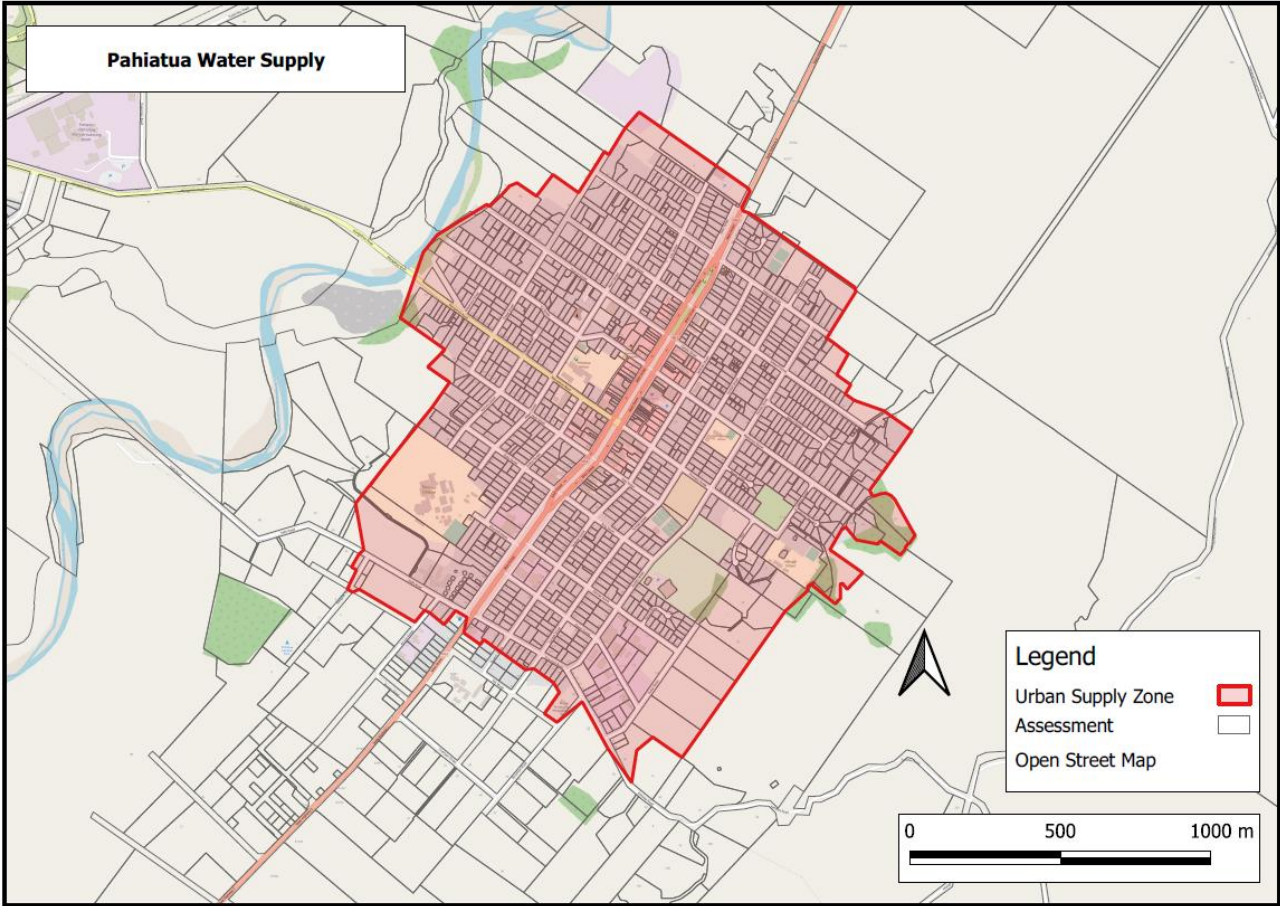 Pahiatua Water Supply
Legend
Urban Supply Zone
Assessment
Open Street Map
0 500 1000 m